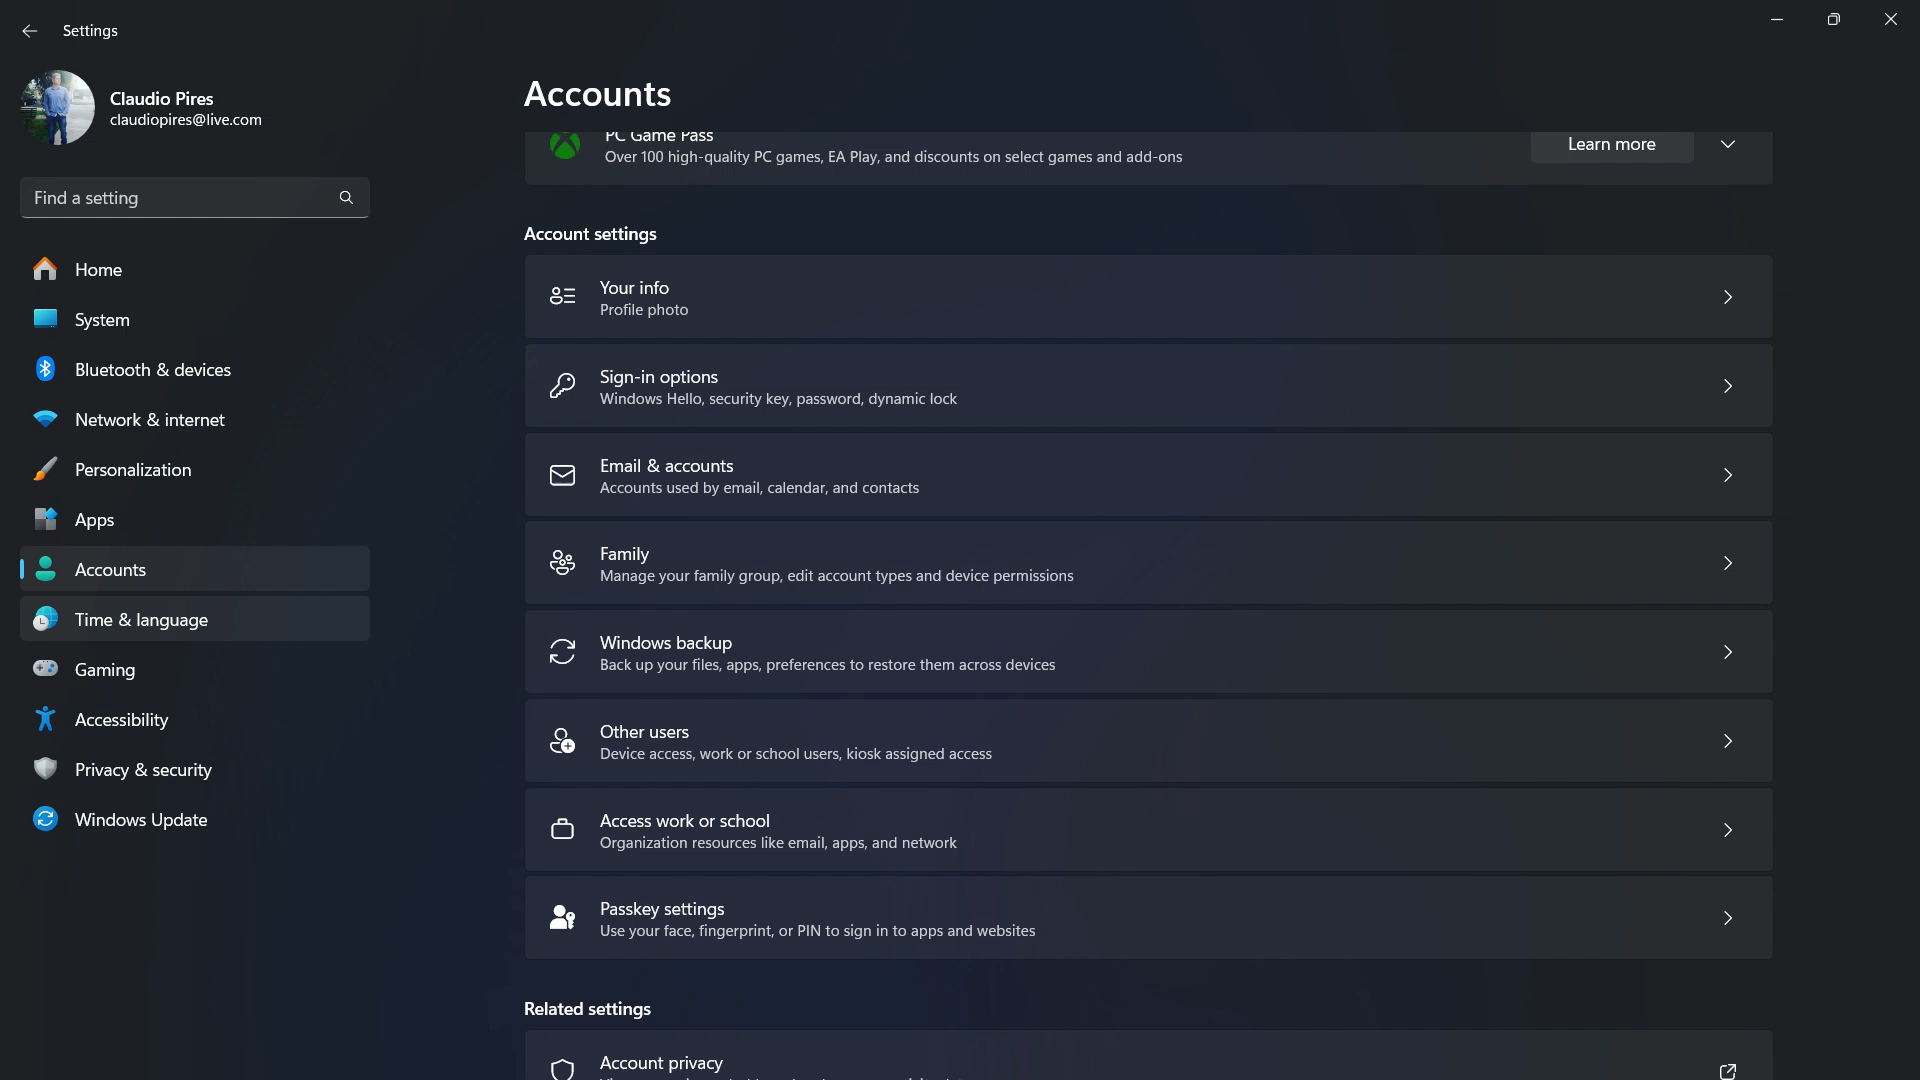 Settings
Claudio Pires
claudiopires@live.com
Find a setting
Home
System
Bluetooth & devices
Network & internet
Personalization
Apps
Accounts
Time & language
Gaming
Accessibility
Privacy & security
Windows Update
Accounts
PC Game Pass
Over 100 high-quality PC games, EA Play, and discounts on select games and add-ons
Learn more
Account settings
Your info
Profile photo
Sign-in options
Windows Hello, security key, password, dynamic lock
Email & accounts
Accounts used by email, calendar, and contacts
Family
Manage your family group, edit account types and device permissions
Windows backup
Back up your files, apps, preferences to restore them across devices
Other users
Device access, work or school users, kiosk assigned access
Access work or school
Organization resources like email, apps, and network
Passkey settings
Use your face, fingerprint, or PIN to sign in to apps and websites
Related settings
Account privacy